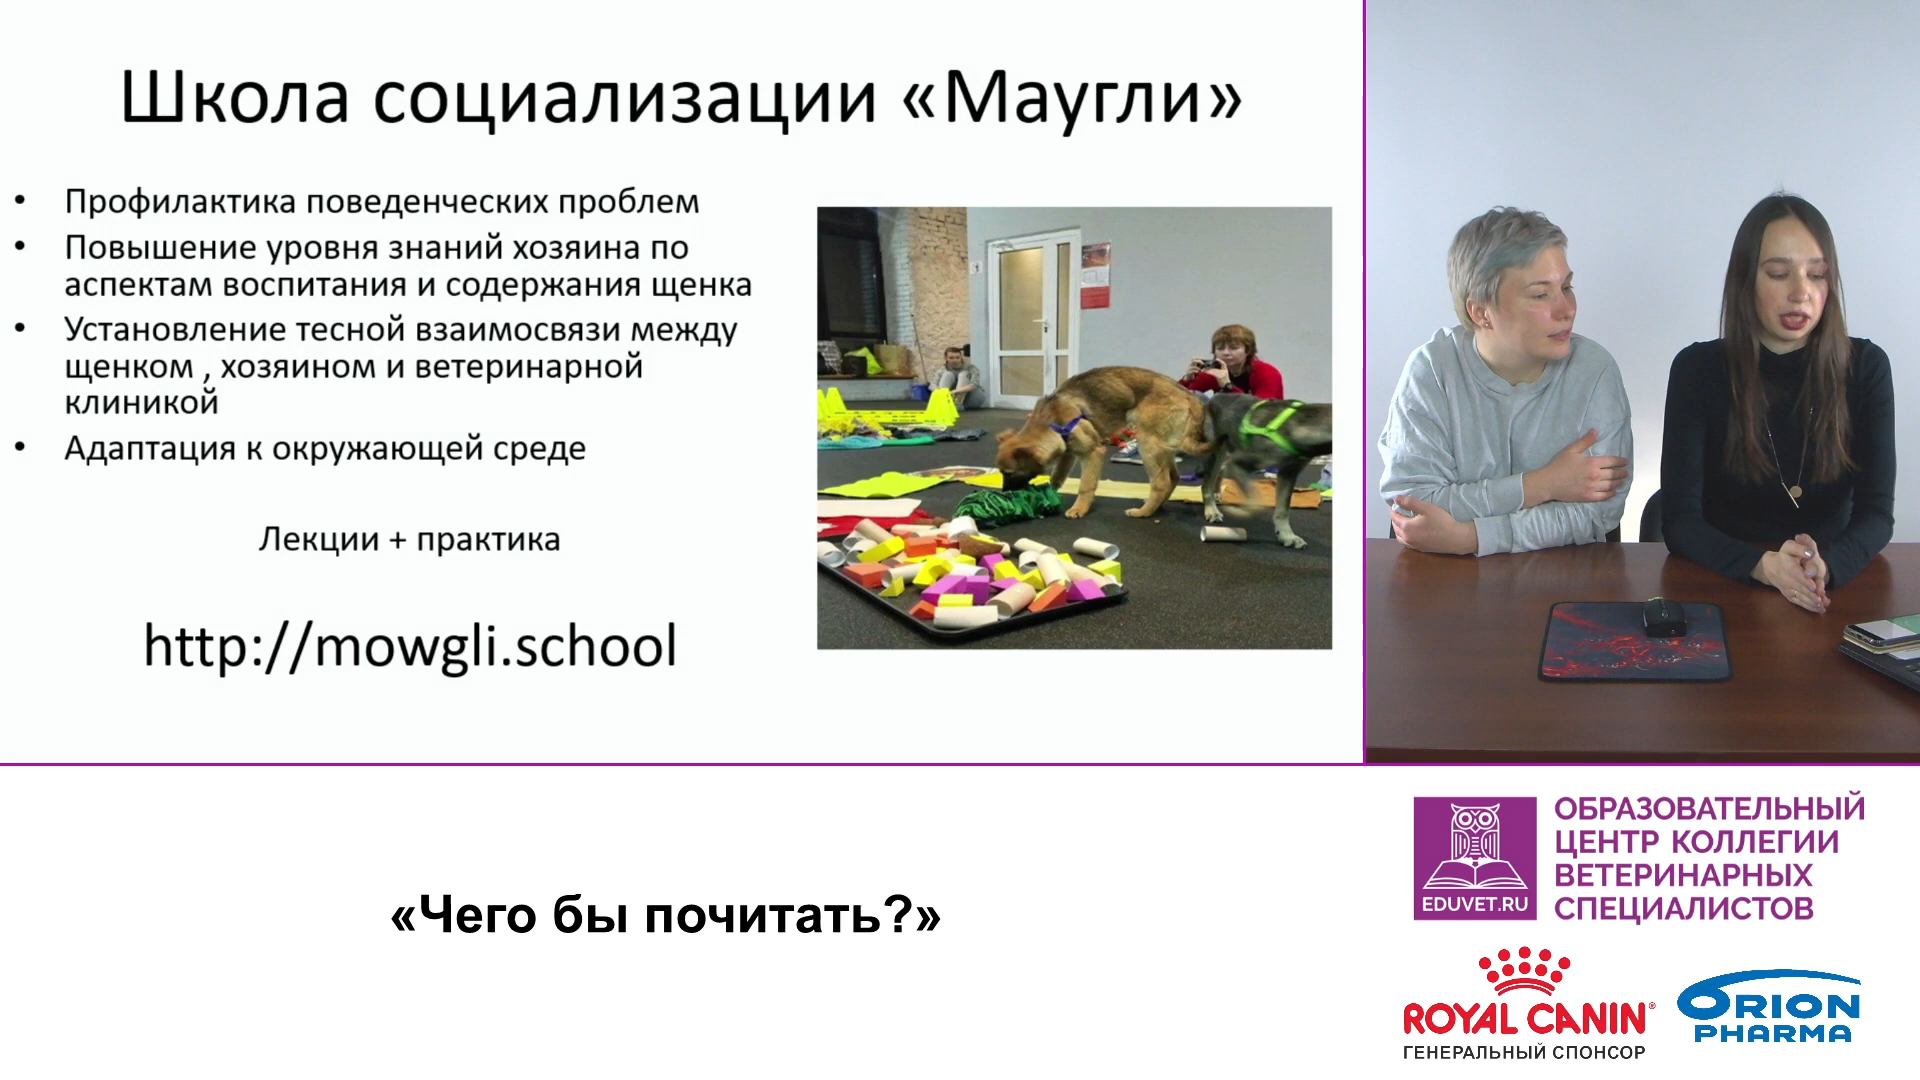 Школа социализации «Маугли»
• Профилактика поведенческих проблем
• Повышение уровня знаний хозяина по
аспектам воспитания и содержания щенка
• Установление тесной взаимосвязи между
щенком , хозяином и ветеринарной
клиникой
• Адаптация к окружающей среде
Лекции + практика
http://mowgli.school
«Чего бы почитать?»
EDUVET.RU
ОБРАЗОВАТЕЛЬНЫЙ
ЦЕНТР КОЛЛЕГИИ
ВЕТЕРИНАРНЫХ
СПЕЦИАЛИСТОВ
ROYAL CANIN®
ГЕНЕРАЛЬНЫЙ СПОНСОР
ORION
PHARMA